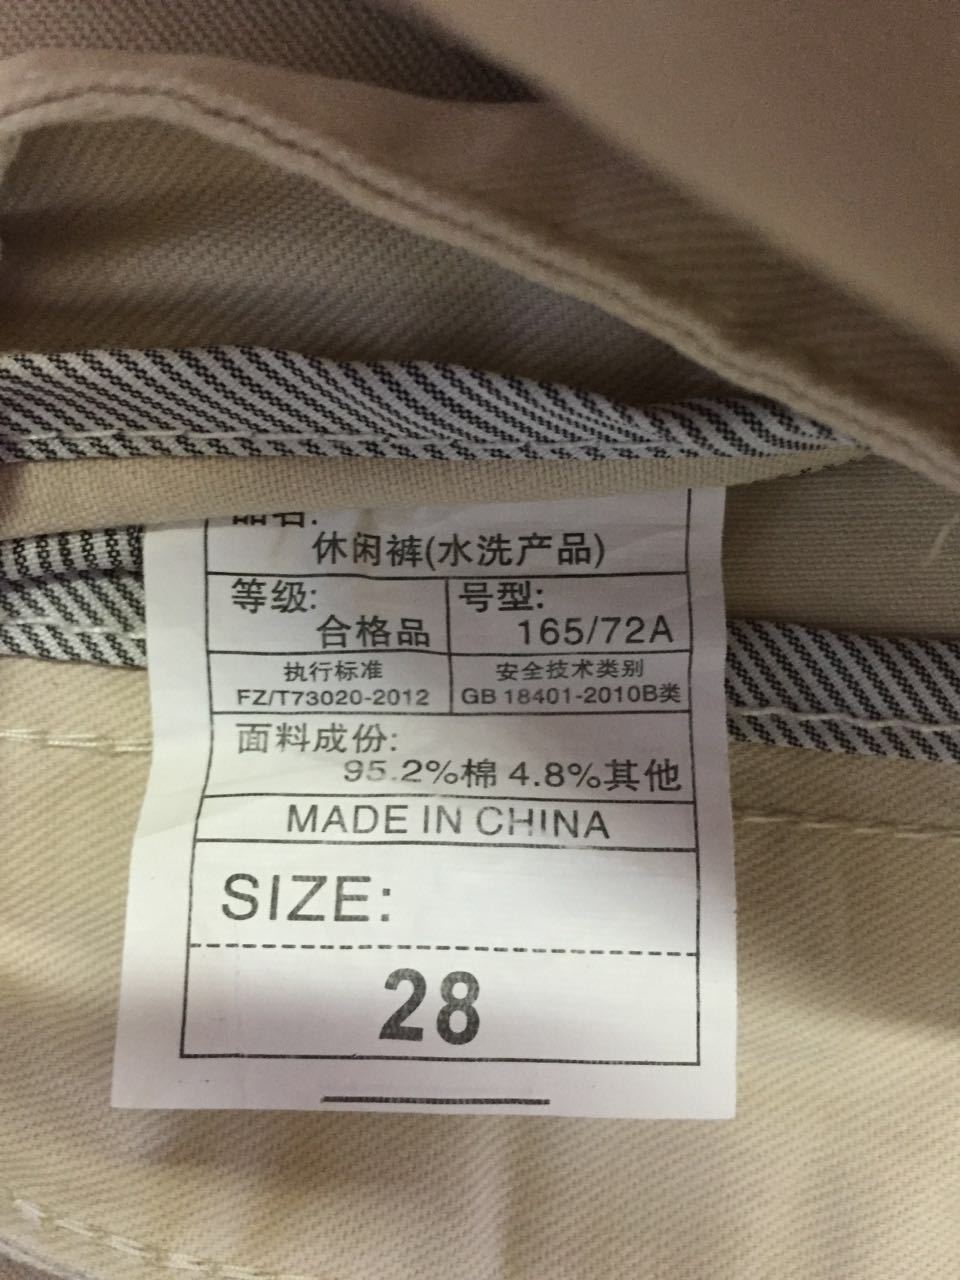 品名:
休闲裤(水洗产品)
等级:
合格品
号型:
165/72A
执行标准
FZ/T73020-2012
安全技术类别
GB 18401-2010B类
面料成份:
95.2%棉 4.8%其他
MADE IN CHINA
SIZE:
28